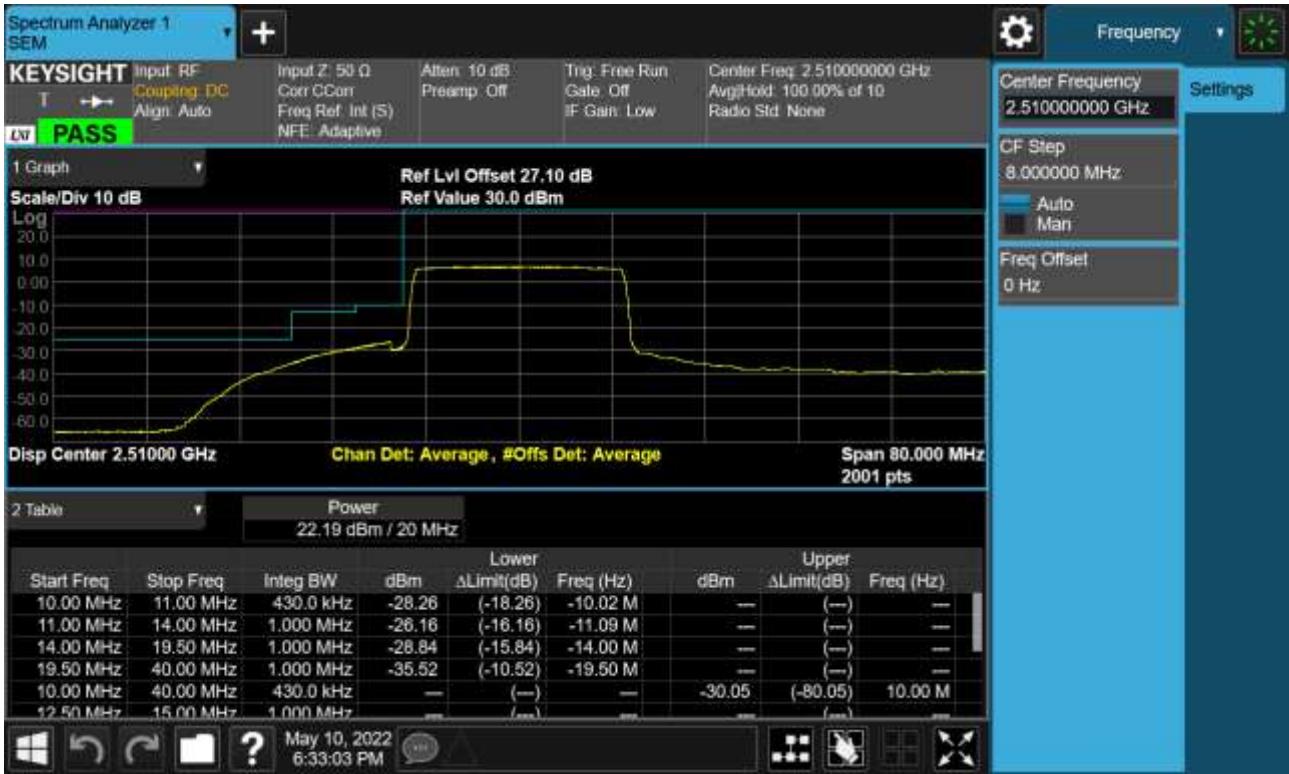 Spectrum Analyzer 1
SEM
+
Frequency
KEYSIGHT
Input: RF
Coupling: DC
Align: Auto
Input Z: 50 Ω
Corr CCorr
Freq Ref: Int (S)
NFE: Adaptive
Atten: 10 dB
Preamp: Off
Trig: Free Run
Gate: Off
IF Gain: Low
Center Freq: 2.510000000 GHz
Avg|Hold: 100.00% of 10
Radio Std: None
T
LXI
PASS
Center Frequency
2.510000000 GHz
Settings
CF Step
8.000000 MHz
Auto
Man
Freq Offset
0 Hz
1 Graph
Scale/Div 10 dB
Ref Lvl Offset 27.10 dB
Ref Value 30.0 dBm
Log
20.0
10.0
0.00
-10.0
-20.0
-30.0
-40.0
-50.0
-60.0
Disp Center 2.51000 GHz
Chan Det: Average, #Offs Det: Average
Span 80.000 MHz
2001 pts
2 Table
Power
22.19 dBm / 20 MHz
Lower Upper
Start Freq Stop Freq Integ BW dBm ΔLimit(dB) Freq (Hz) dBm ΔLimit(dB) Freq (Hz)
10.00 MHz 11.00 MHz 430.0 kHz -28.26 (-18.26) -10.02 M --- (---) ---
11.00 MHz 14.00 MHz 1.000 MHz -26.16 (-16.16) -11.09 M --- (---) ---
14.00 MHz 19.50 MHz 1.000 MHz -28.84 (-15.84) -14.00 M --- (---) ---
19.50 MHz 40.00 MHz 1.000 MHz -35.52 (-10.52) -19.50 M --- (---) ---
10.00 MHz 40.00 MHz 430.0 kHz --- (---) --- -30.05 (-80.05) 10.00 M
12.50 MHz 15.00 MHz 1.000 MHz --- (---) --- --- (---) ---
?
May 10, 2022
6:33:03 PM